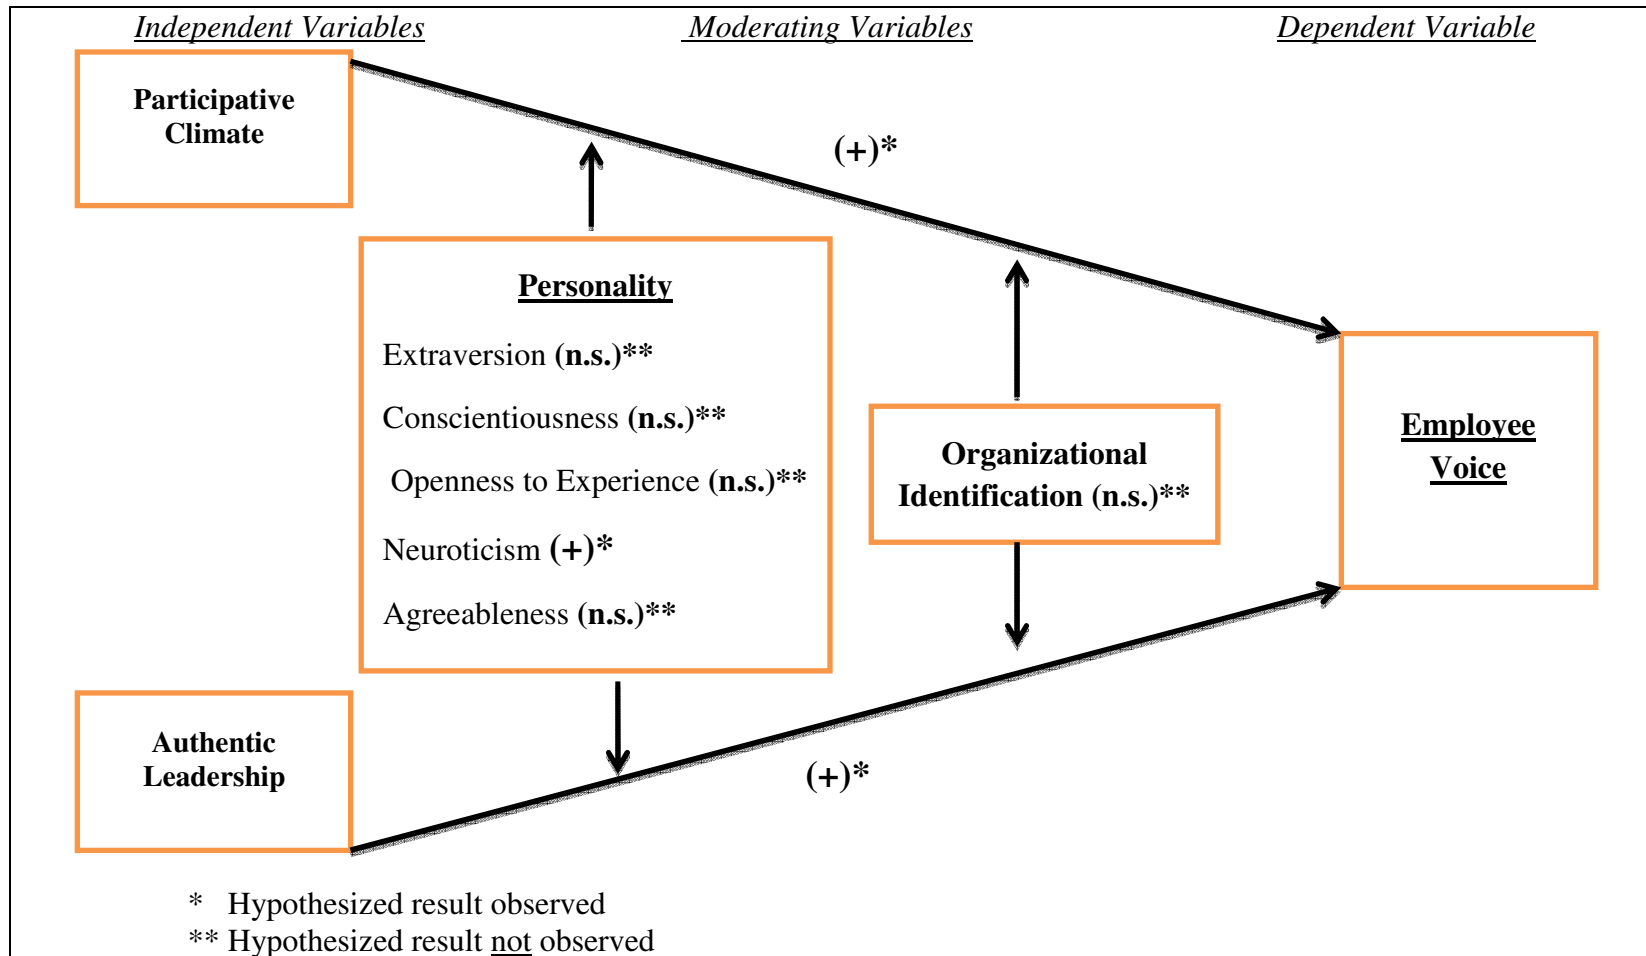 Independent Variables
Moderating Variables
Dependent Variable
Participative
Climate
(+)*
Personality
Extraversion (n.s.)**
Conscientiousness (n.s.)**
Openness to Experience (n.s.)**
Neuroticism (+)*
Agreeableness (n.s.)**
Organizational
Identification (n.s.)**
Employee
Voice
Authentic
Leadership
(+)*
* Hypothesized result observed
** Hypothesized result not observed